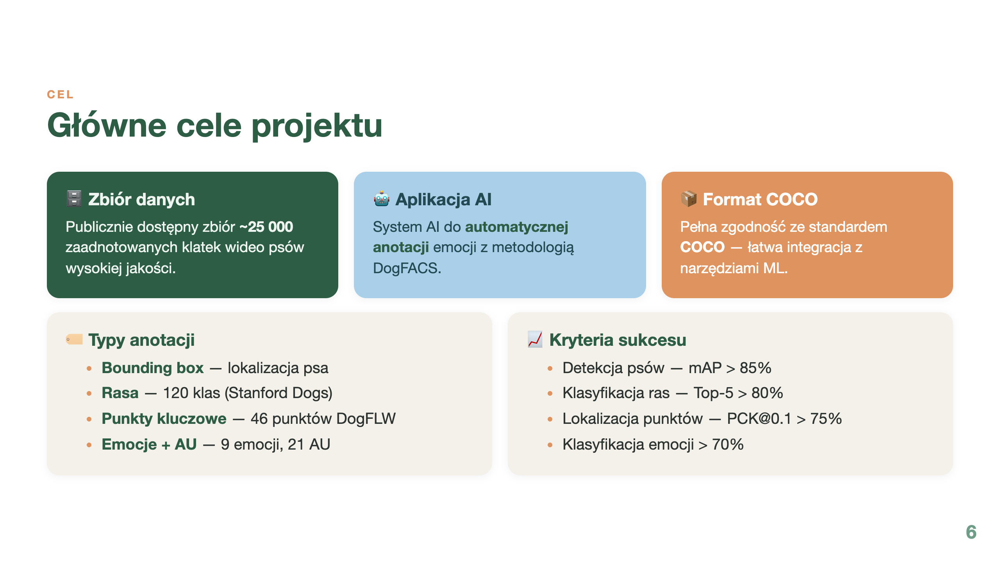 CEL
Główne cele projektu
Zbiór danych
Publicznie dostępny zbiór ~25 000
zaadnotowanych klatek wideo psów
wysokiej jakości.
Aplikacja AI
System AI do automatycznej
anotacji emocji z metodologią
DogFACS.
Format COCO
Pełna zgodność ze standardem
COCO — łatwa integracja z
narzędziami ML.
Typy anotacji
• Bounding box — lokalizacja psa
• Rasa — 120 klas (Stanford Dogs)
• Punkty kluczowe — 46 punktów DogFLW
• Emocje + AU — 9 emocji, 21 AU
Kryteria sukcesu
• Detekcja psów — mAP > 85%
• Klasyfikacja ras — Top-5 > 80%
• Lokalizacja punktów — PCK@0.1 > 75%
• Klasyfikacja emocji > 70%
6